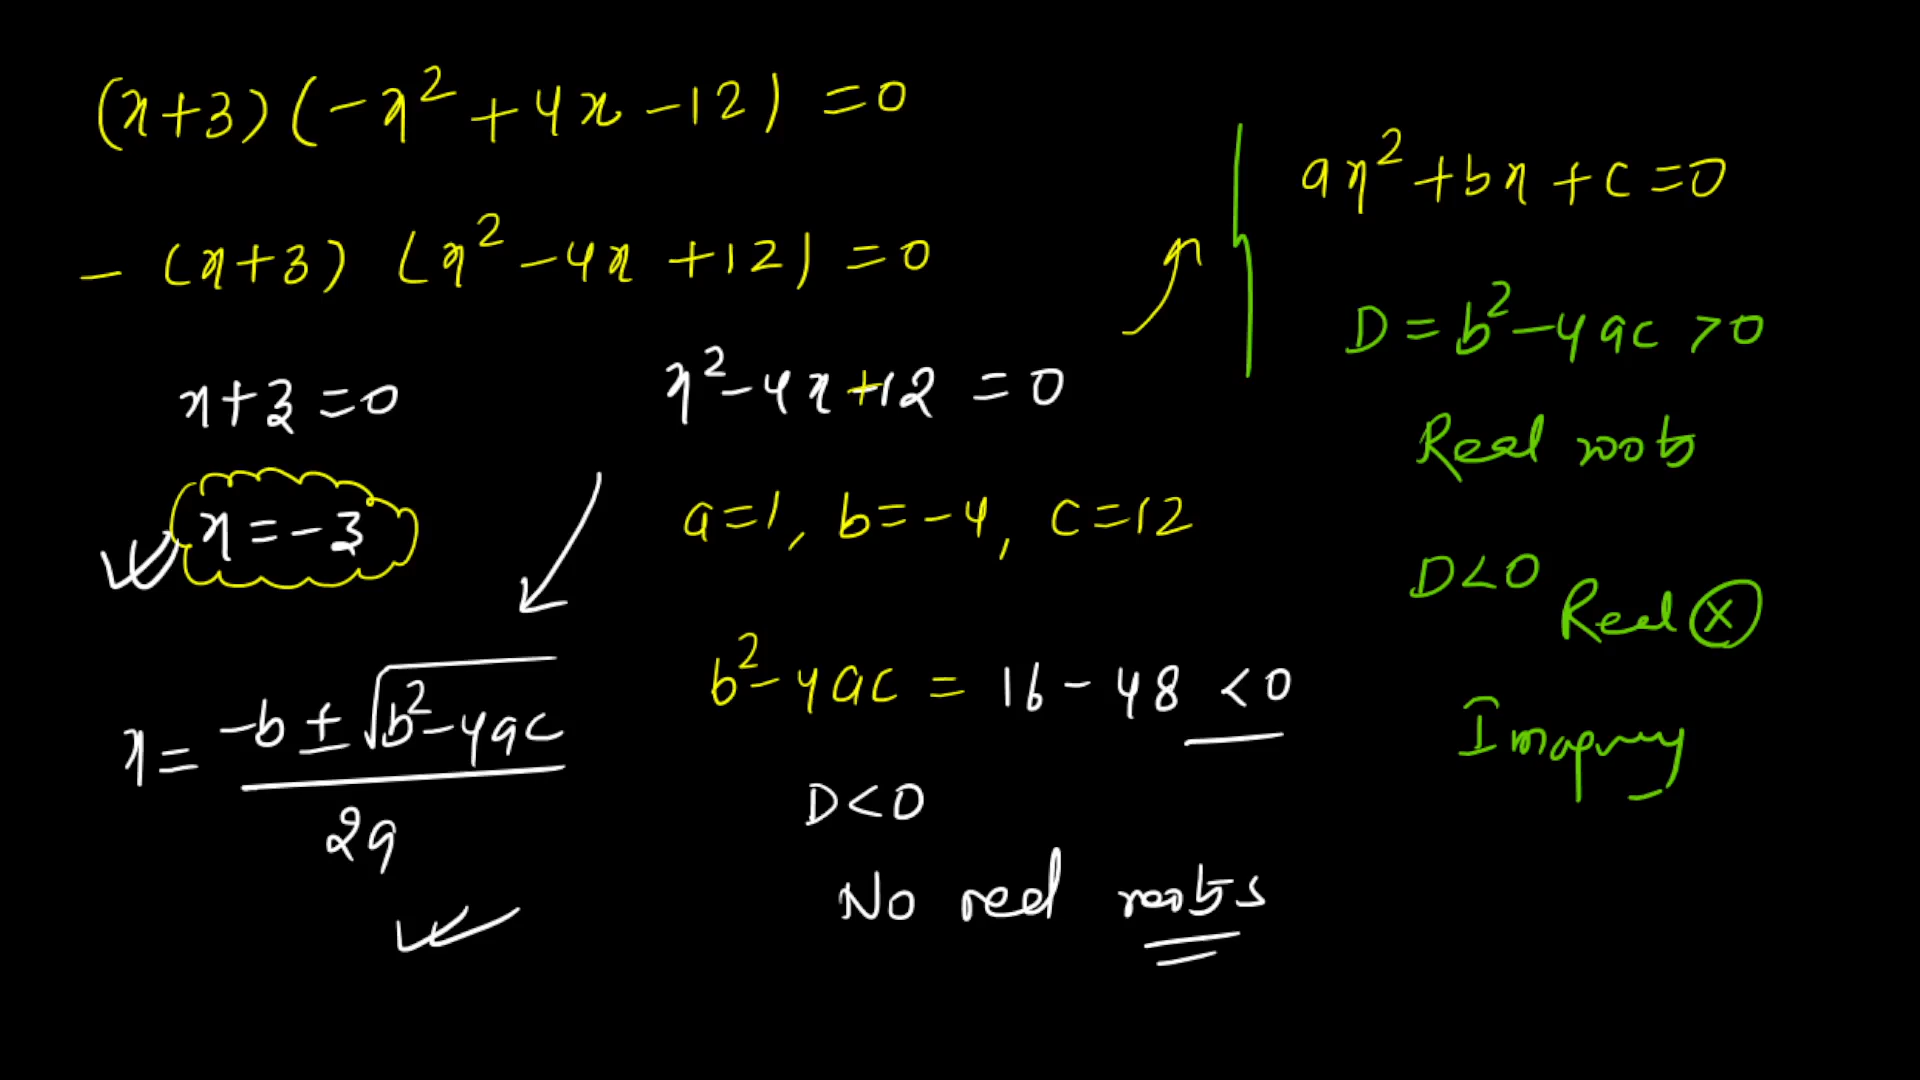 (x+3)(-x²+4x-12)=0
-(x+3)(x²-4x+12)=0
x+3=0
x=-3
x²-4x+12=0
a=1, b=-4, c=12
x=(-b±√(b²-4ac))/2a
b²-4ac=16-48<0
D<0
No real roots
ax²+bx+c=0
D=b²-4ac>0
Real roots
D<0
Real X
Imaginary